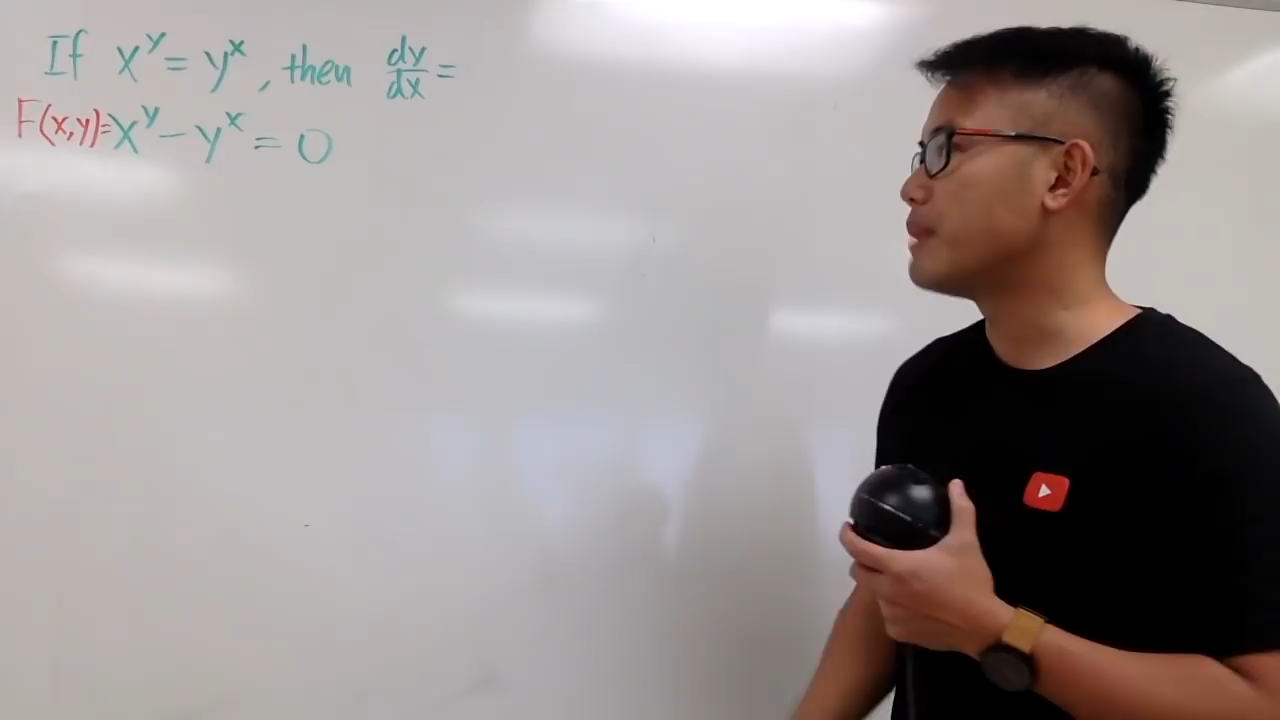 If x^y = y^x, then dy/dx =
F(x,y)= x^y - y^x = 0